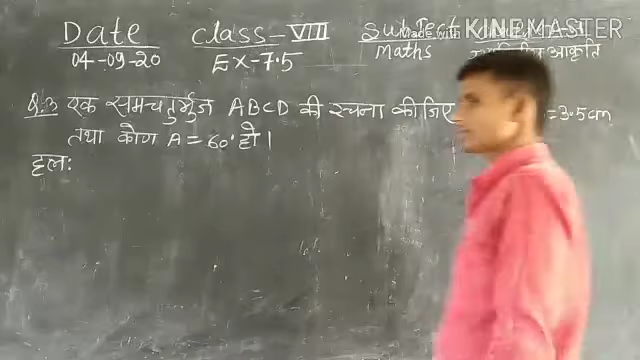 Made with KINEMASTER
Date class-VIII Subject
04-09-20 Ex-7.5 Maths आकृति
Q.3 एक समचतुर्भुज ABCD की रचना कीजिए = 3.5cm
तथा कोण A = 60° हो।
हल: